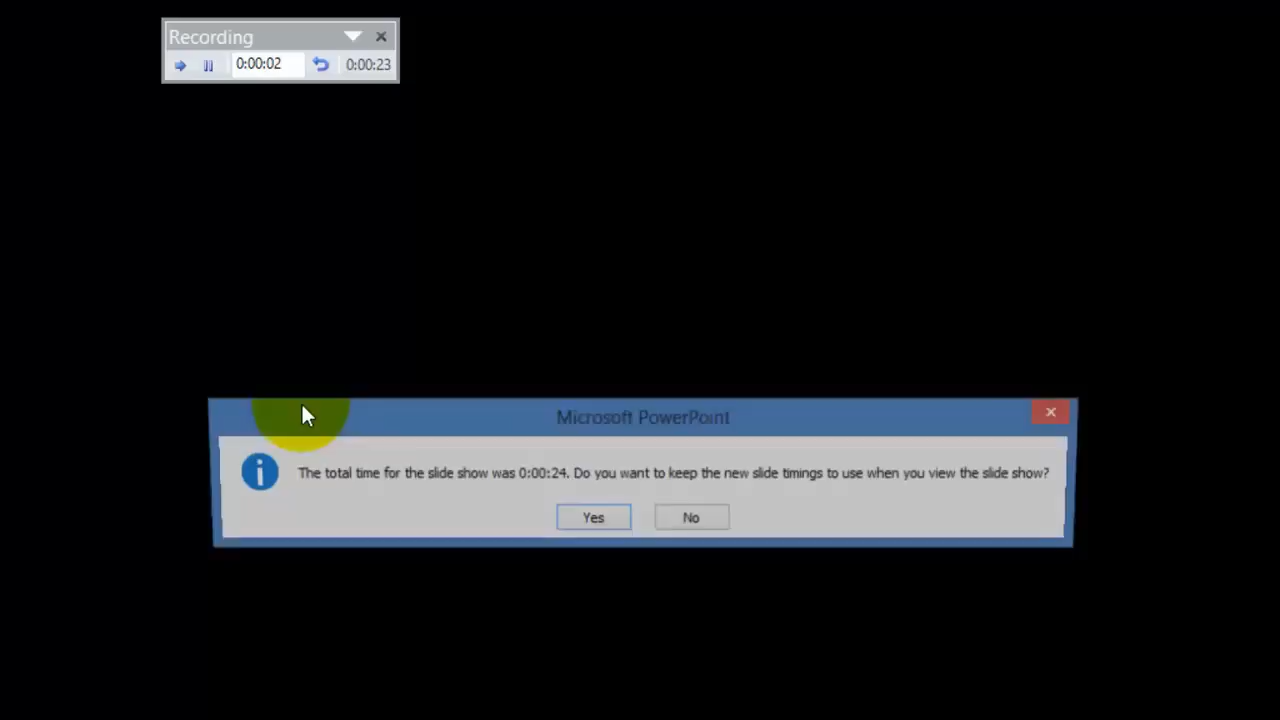 Recording
0:00:02 0:00:23
Microsoft PowerPoint
The total time for the slide show was 0:00:24. Do you want to keep the new slide timings to use when you view the slide show?
Yes No